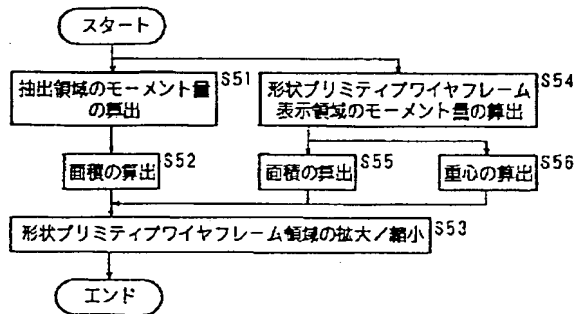 スタート
抽出領域のモーメント量
の算出
S51
形状プリミティブワイヤフレーム
表示領域のモーメント量の算出
S54
面積の算出
S52
面積の算出
S55
重心の算出
S56
形状プリミティブワイヤフレーム領域の拡大/縮小
S53
エンド